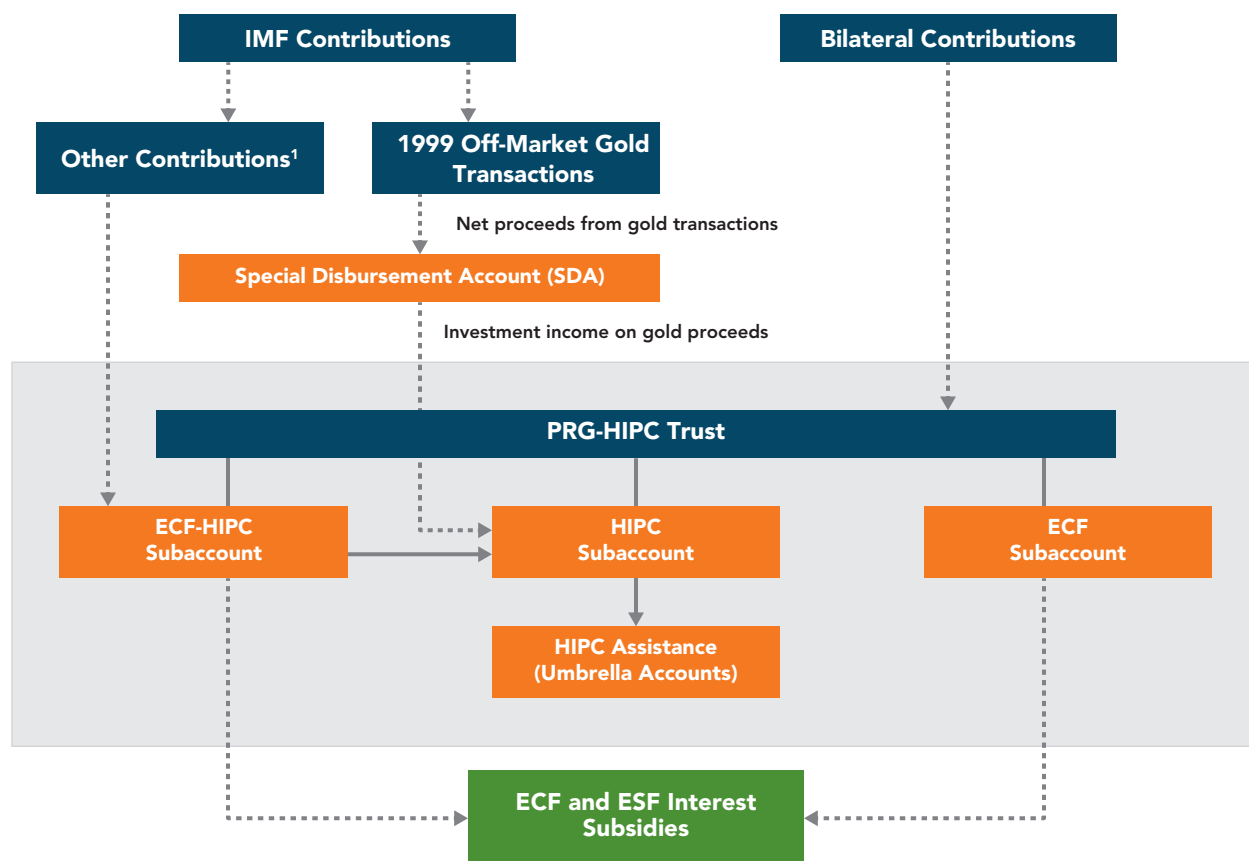 IMF Contributions
Bilateral Contributions
Other Contributions¹
1999 Off-Market Gold
Transactions
Net proceeds from gold transactions
Special Disbursement Account (SDA)
Investment income on gold proceeds
PRG-HIPC Trust
ECF-HIPC
Subaccount
HIPC
Subaccount
ECF
Subaccount
HIPC Assistance
(Umbrella Accounts)
ECF and ESF Interest
Subsidies